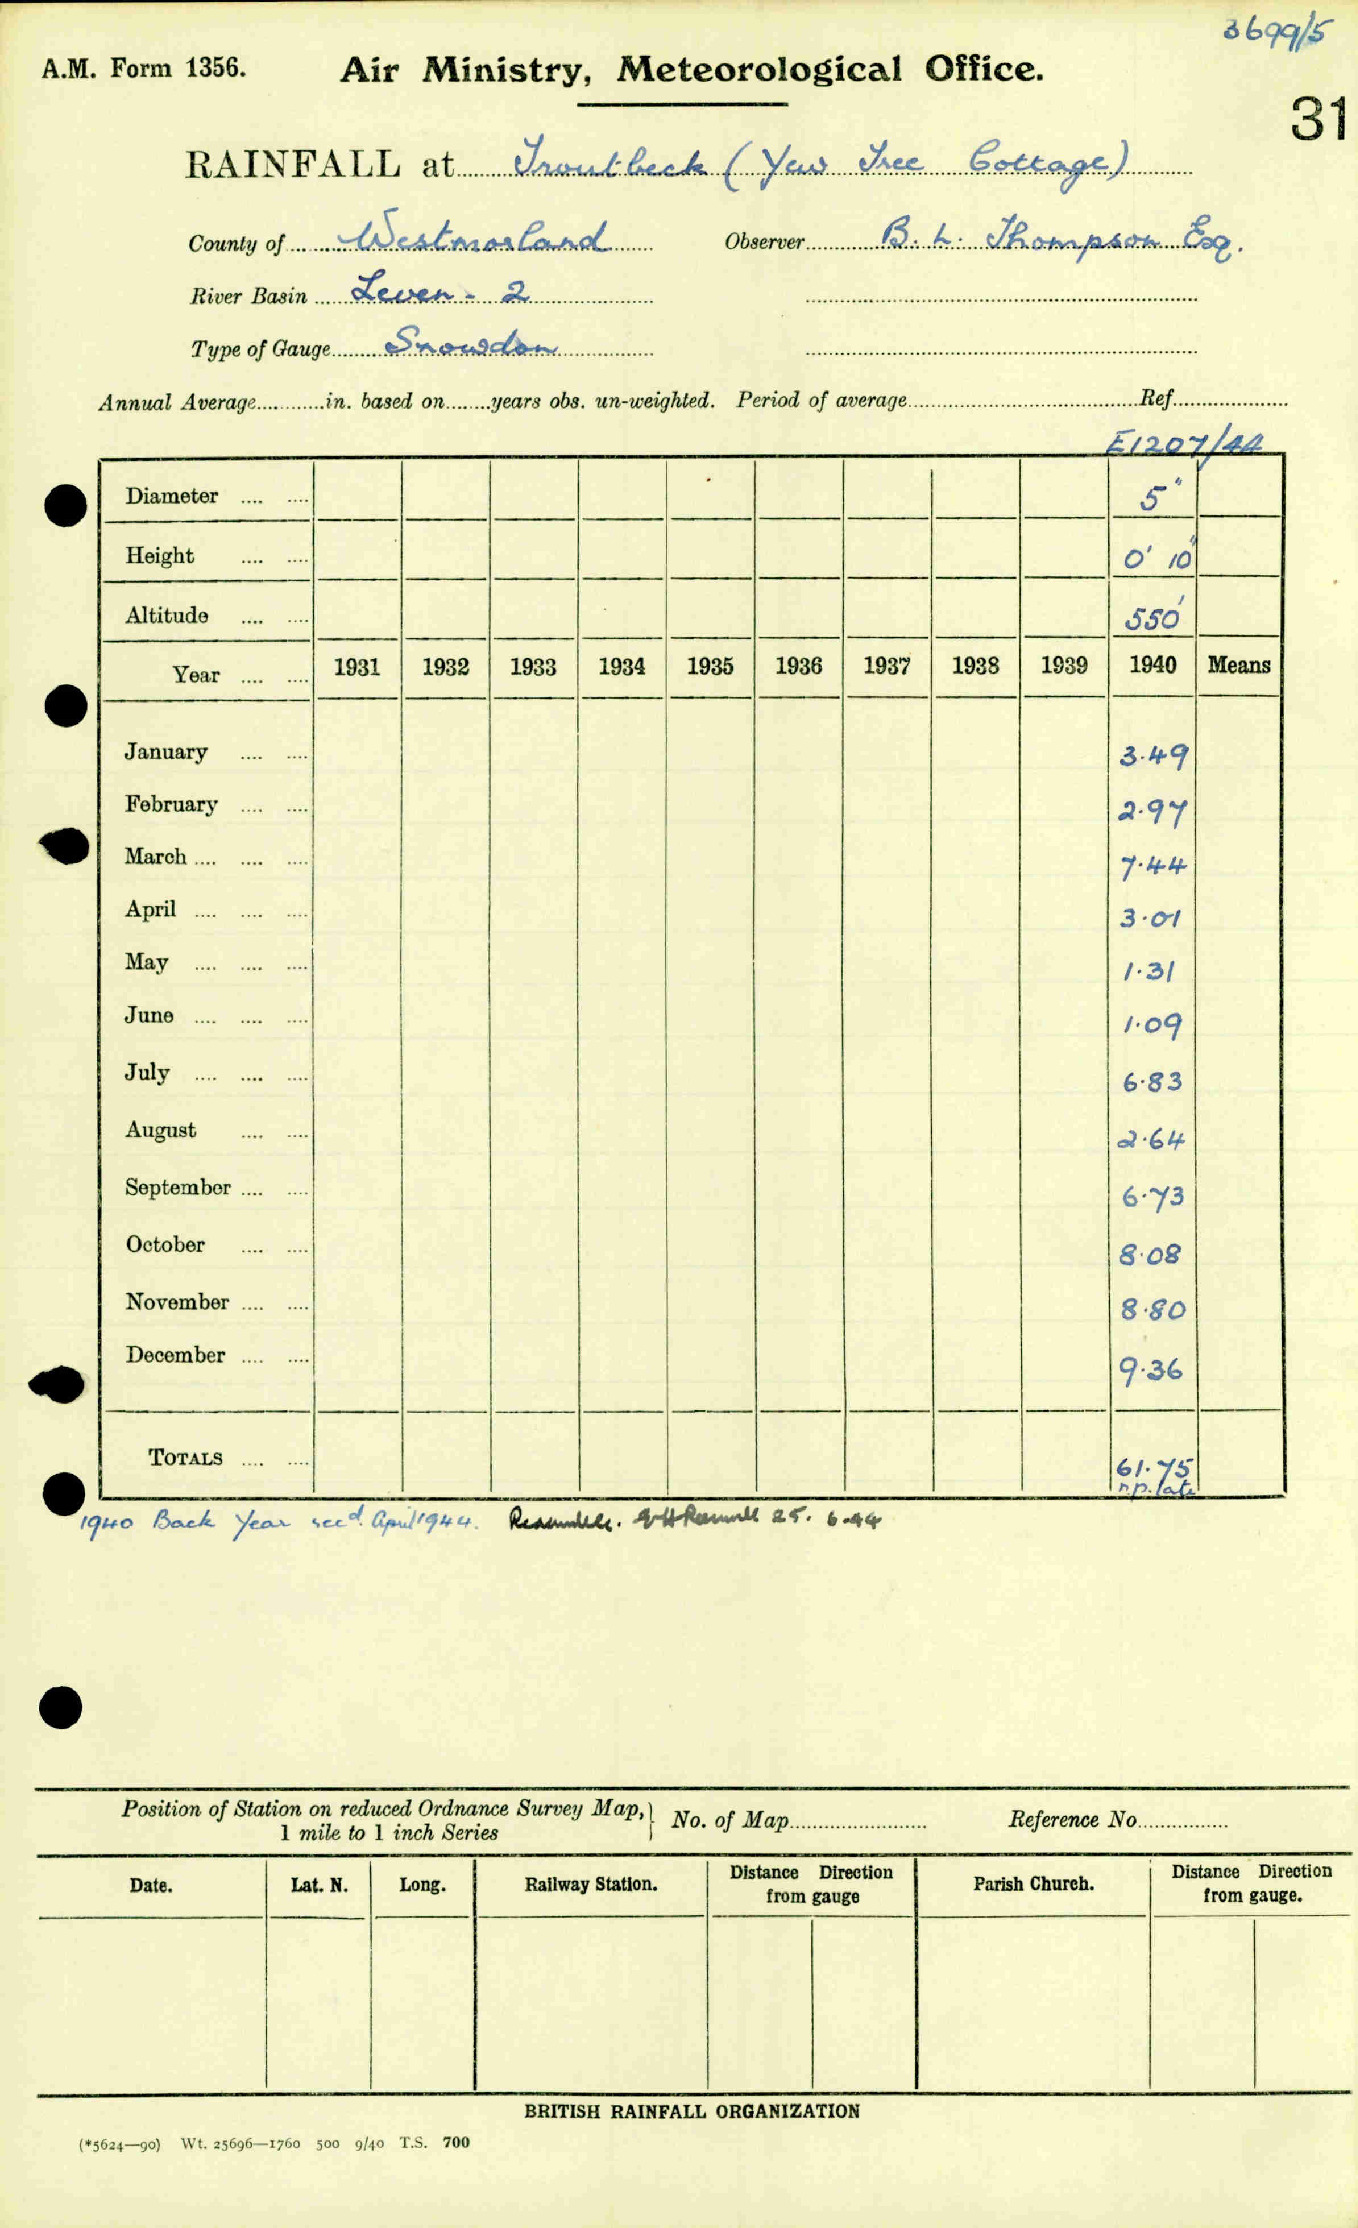 3699/5
A.M. Form 1356. Air Ministry, Meteorological Office.
31
RAINFALL at Troutbeck (Yew Tree Cottage)
County of Westmorland Observer B. L. Thompson Esq.
River Basin Leven - 2
Type of Gauge Snowdon
Annual Average in. based on years obs. un-weighted. Period of average Ref
E1207/44
Diameter 5"
Height 0' 10"
Altitude 550'
Year 1931 1932 1933 1934 1935 1936 1937 1938 1939 1940 Means
January 3.49
February 2.97
March 7.44
April 3.01
May 1.31
June 1.09
July 6.83
August 2.64
September 6.73
October 8.08
November 8.80
December 9.36
TOTALS 61.75
n.p. late
1940 Back Year recd. April 1944. 25. 6.44
Position of Station on reduced Ordnance Survey Map, No. of Map Reference No.
1 mile to 1 inch Series
Date. Lat. N. Long. Railway Station. Distance Direction Parish Church. Distance Direction
from gauge from gauge.
BRITISH RAINFALL ORGANIZATION
(*5624—90) Wt. 25696—1760 500 9/40 T.S. 700